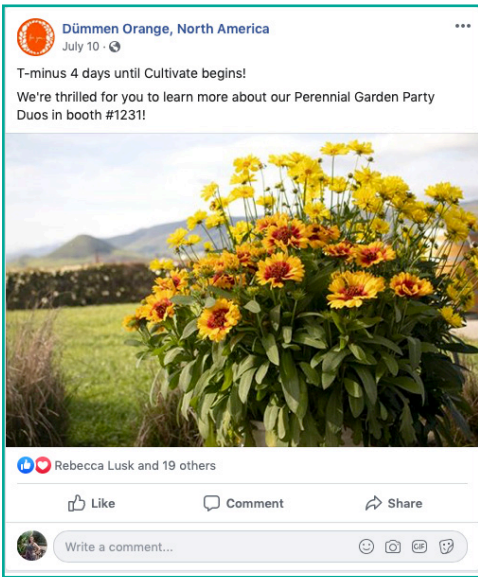 Dümmen Orange, North America
July 10
T-minus 4 days until Cultivate begins!
We're thrilled for you to learn more about our Perennial Garden Party
Duos in booth #1231!
Rebecca Lusk and 19 others
Like Comment Share
Write a comment...
GIF